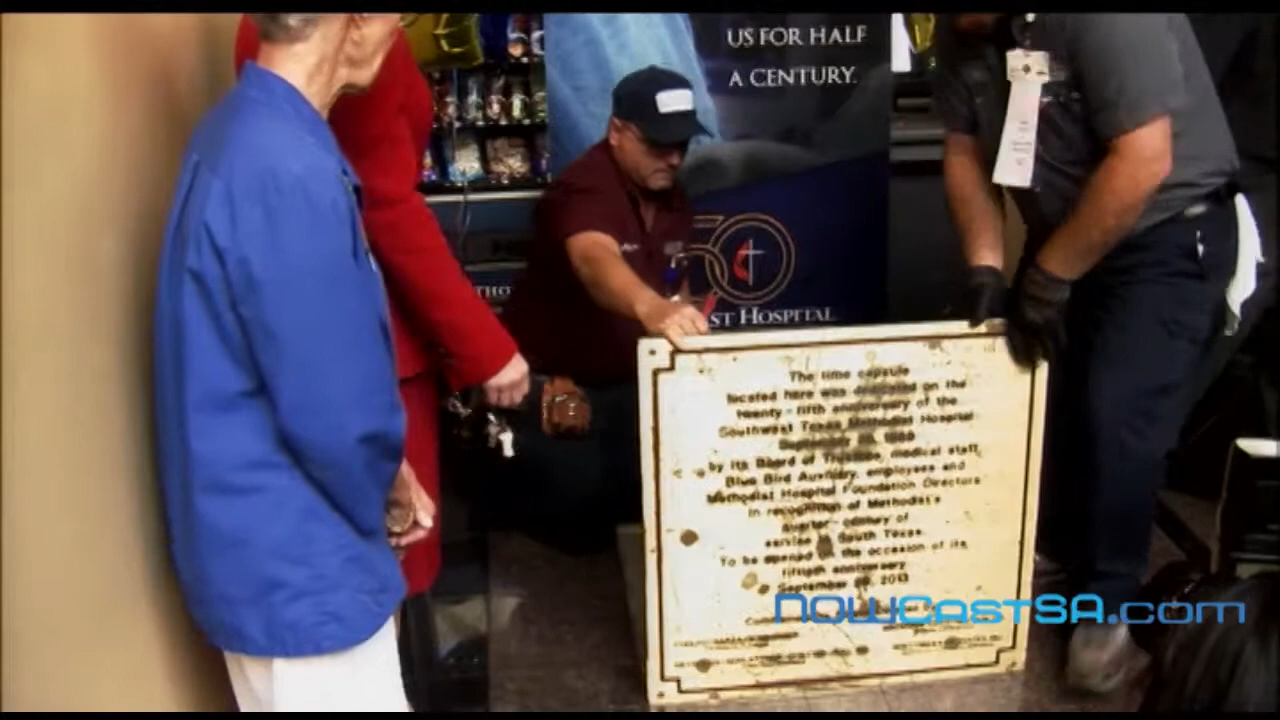 US FOR HALF
A CENTURY.
50
ST HOSPITAL
THO
The time capsule
located here was dedicated on the
twenty-fifth anniversary of the
Southwest Texas Methodist Hospital
September
by its Board of Trustees, medical staff,
Blue Bird Auxiliary, employees and
Methodist Hospital Foundation Directors
in recognition of Methodist's
quarter-century of
service South Texas.
To be opened on the occasion of its
fiftieth anniversary
September 2013
NOWCastSA.com